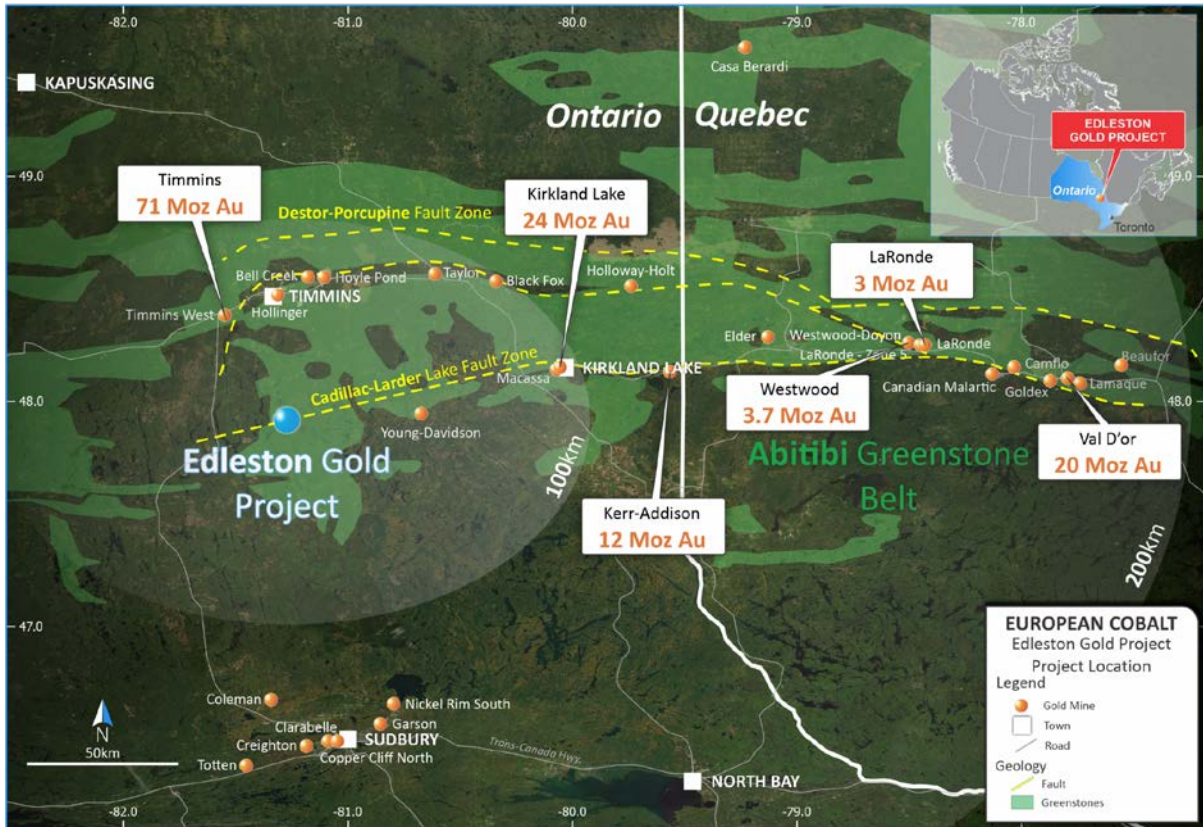 -82.0
-81.0
-80.0
-79.0
-78.0
KAPUSKASING
Casa Berardi
Ontario
Quebec
EDLESTON
GOLD PROJECT
Ontario
Toronto
49.0
49.0
Timmins
71 Moz Au
Destor-Porcupine Fault Zone
Kirkland Lake
24 Moz Au
LaRonde
3 Moz Au
Bell Creek
Hoyle Pond
Taylor
Black Fox
Holloway-Holt
TIMMINS
Hollinger
Timmins West
Elder
Westwood-Doyon
LaRonde
LaRonde - Zone 5
Cadillac-Larder Lake Fault Zone
Macassa
KIRKLAND LAKE
Camflo
Beaufor
Canadian Malartic
Goldex
Lamaque
48.0
48.0
Young-Davidson
Westwood
3.7 Moz Au
Edleston Gold
Project
100km
Abitibi Greenstone
Belt
Val D'or
20 Moz Au
Kerr-Addison
12 Moz Au
200km
47.0
Coleman
Nickel Rim South
Clarabelle
Garson
Creighton
SUDBURY
Copper Cliff North
Totten
Trans-Canada Hwy.
NORTH BAY
N
50km
EUROPEAN COBALT
Edleston Gold Project
Project Location
Legend
Gold Mine
Town
Road
Geology
Fault
Greenstones
-82.0
-81.0
-80.0
-79.0